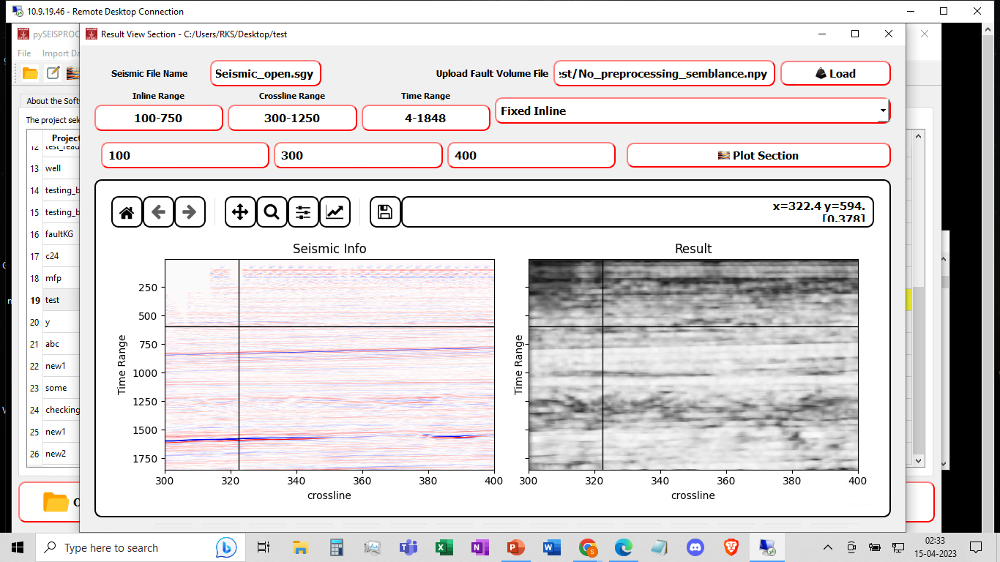 10.9.19.46 - Remote Desktop Connection
pySEISPROC
Result View Section - C:/Users/RKS/Desktop/test
File Import Da
Seismic File Name
Seismic_open.sgy
Upload Fault Volume File
est/No_preprocessing_semblance.npy
Load
Inline Range
Crossline Range
Time Range
100-750
300-1250
4-1848
Fixed Inline
100
300
400
Plot Section
About the Soft
The project sele
Project
12 test_read
13 well
14 testing_b
15 testing_b
16 faultKG
17 c24
18 mfp
19 test
20 y
21 abc
22 new1
23 some
24 checking
25 new1
26 new2
O
x=322.4 y=594.
[0.378]
Seismic Info
250
500
750
1000
1250
1500
1750
Time Range
300 320 340 360 380 400
crossline
Result
Time Range
300 320 340 360 380 400
crossline
Type here to search
02:33
15-04-2023